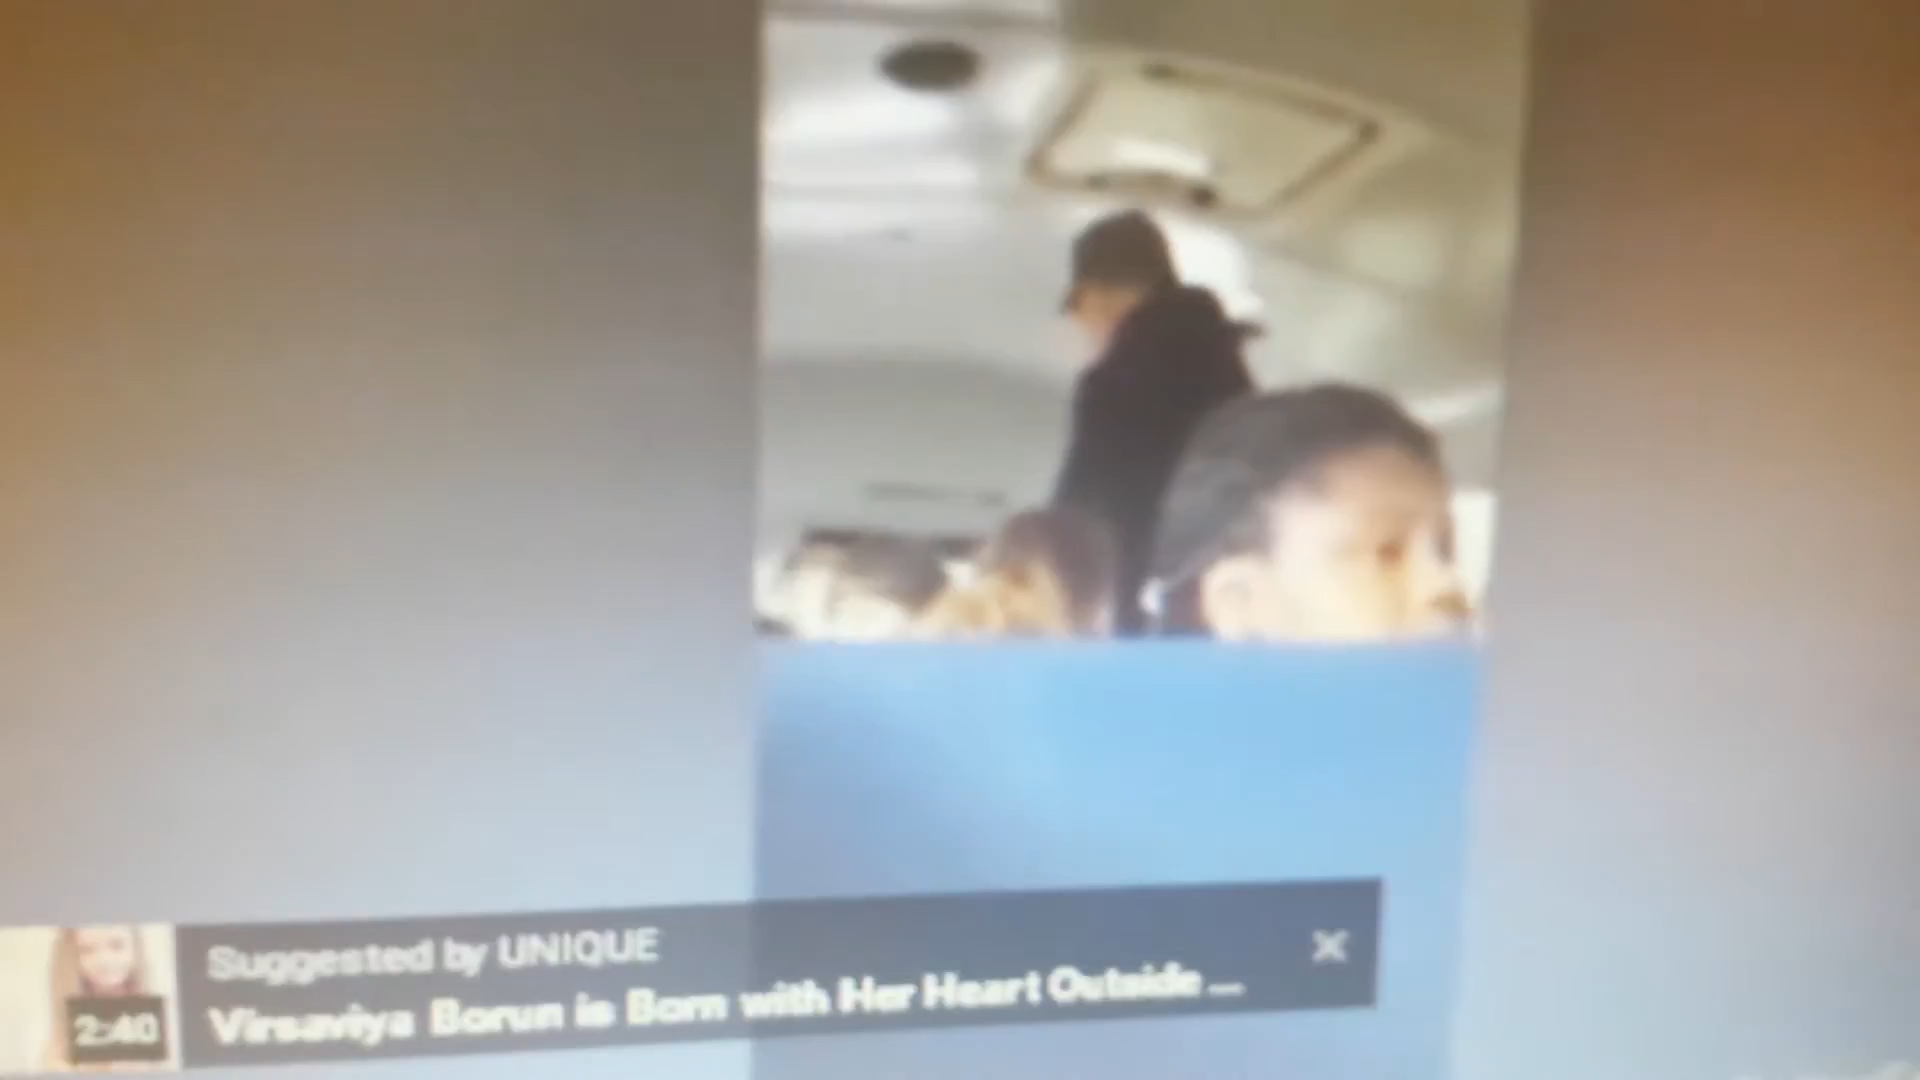 Suggested by UNIQUE
Virsaviya Borun is Born with Her Heart Outside ...
2:40